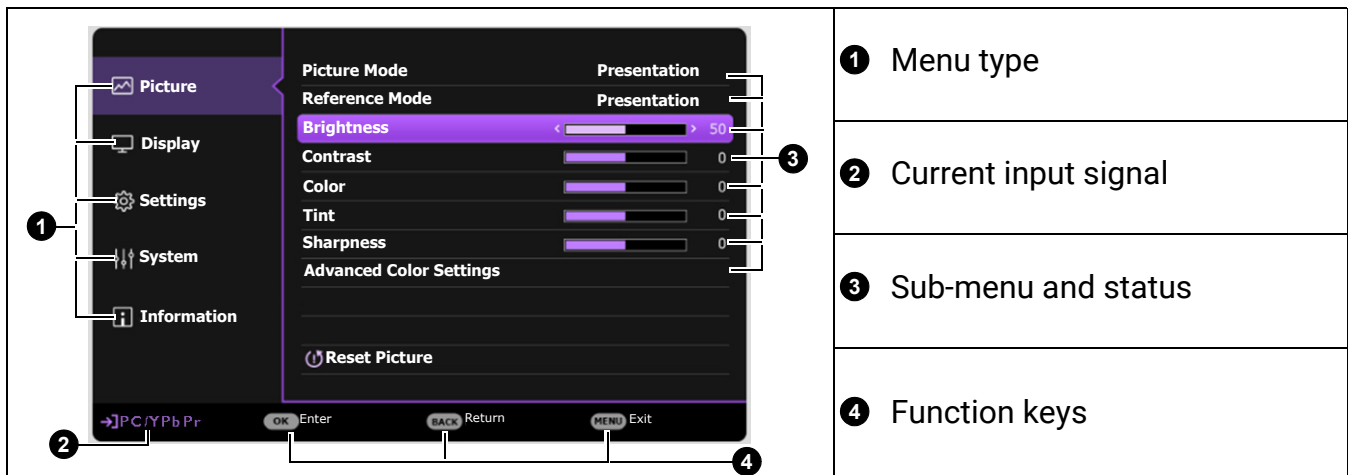 Picture
Display
Settings
System
Information
1
Picture Mode Presentation
Reference Mode Presentation
Brightness < > 50
Contrast 0
Color 0
Tint 0
Sharpness 0
Advanced Color Settings
Reset Picture
3
PC/YPbPr
OK Enter
BACK Return
MENU Exit
2
4
1 Menu type
2 Current input signal
3 Sub-menu and status
4 Function keys